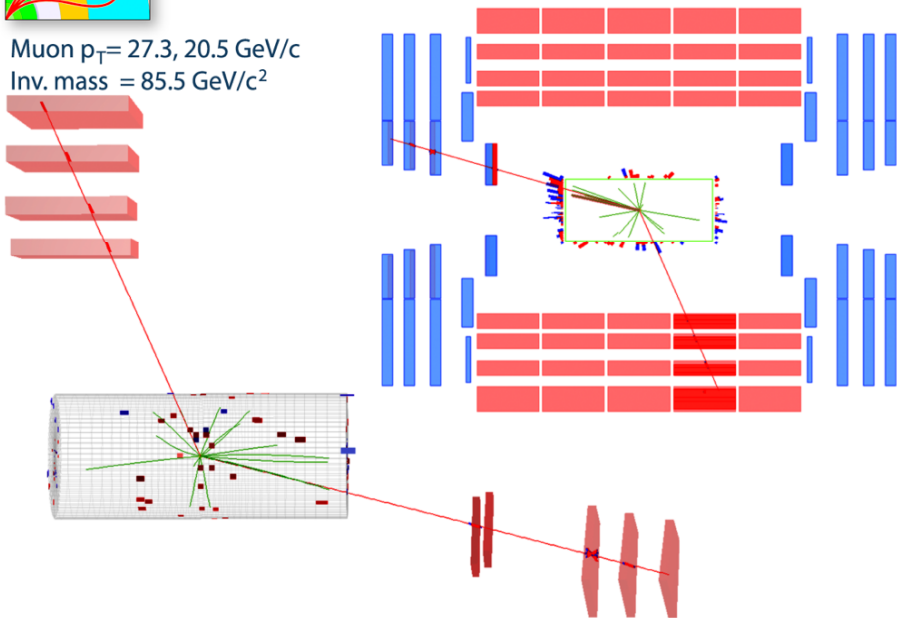 Muon pT= 27.3, 20.5 GeV/c
Inv. mass = 85.5 GeV/c²